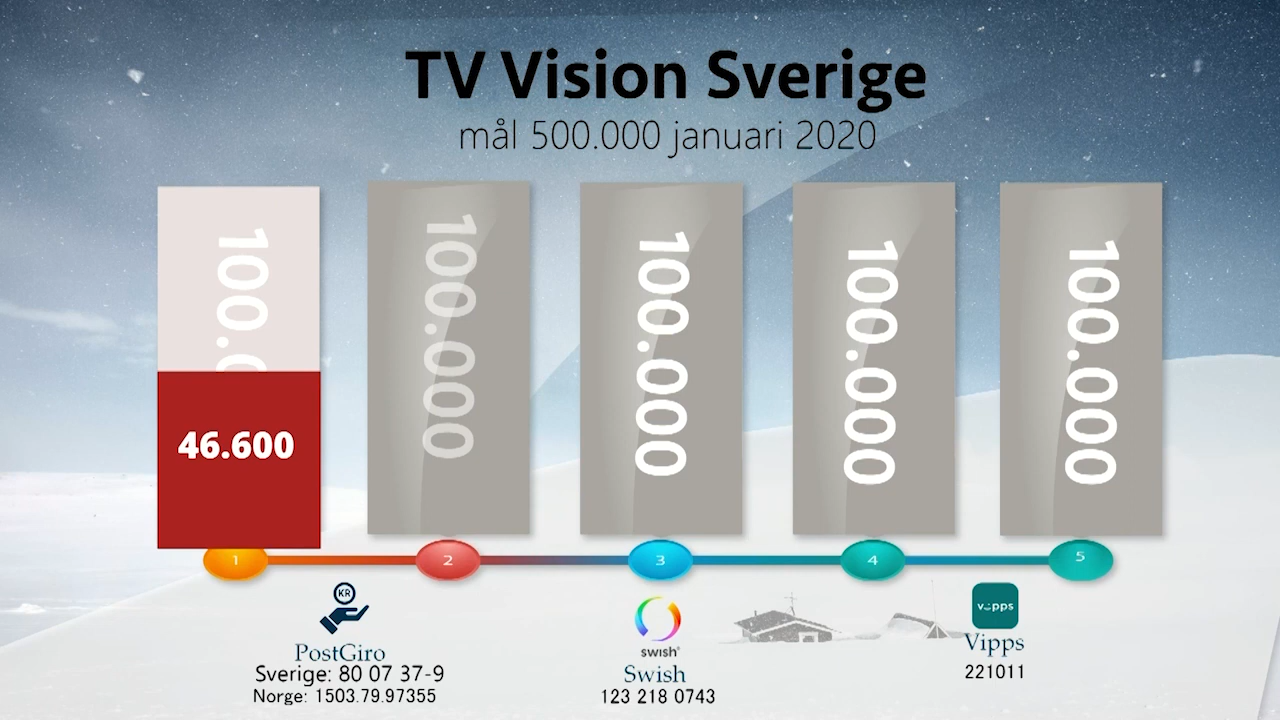 TV Vision Sverige
mål 500.000 januari 2020
100.0
100.000
100.000
100.000
100.000
46.600
1
2
3
4
5
KR
PostGiro
Sverige: 80 07 37-9
Norge: 1503.79.97355
swish®
Swish
123 218 0743
vipps
Vipps
221011